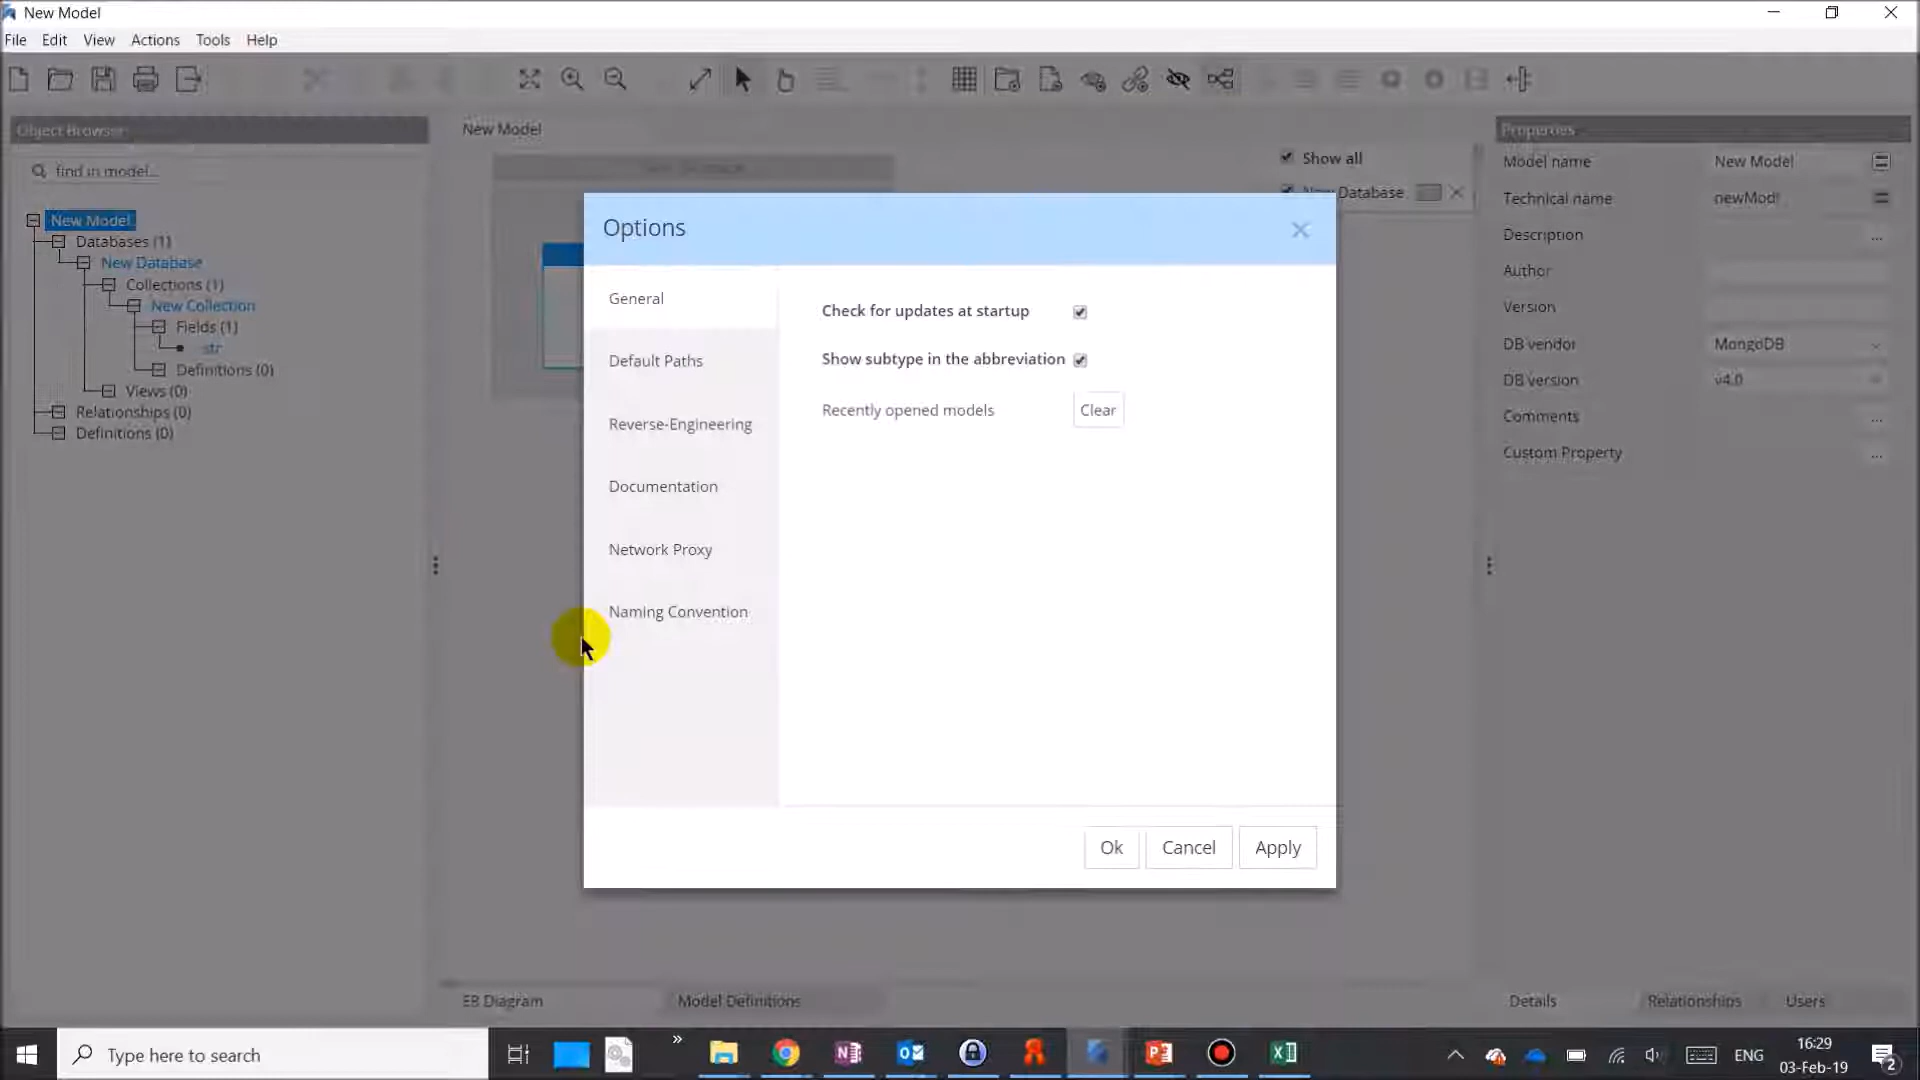 New Model
File Edit View Actions Tools Help
Object Browser
find in model...
New Model
Databases (1)
New Database
Collections (1)
New Collection
Fields (1)
str
Definitions (0)
Views (0)
Relationships (0)
Definitions (0)
New Model
Show all
New Database
Options
General
Default Paths
Reverse-Engineering
Documentation
Network Proxy
Naming Convention
Check for updates at startup
Show subtype in the abbreviation
Recently opened models Clear
Ok Cancel Apply
Properties
Model name New Model
Technical name newModl
Description ...
Author
Version
DB vendor MongoDB
DB version v4.0
Comments ...
Custom Property ...
ER Diagram Model Definitions
Details Relationships Users
Type here to search
ENG
16:29
03-Feb-19
2